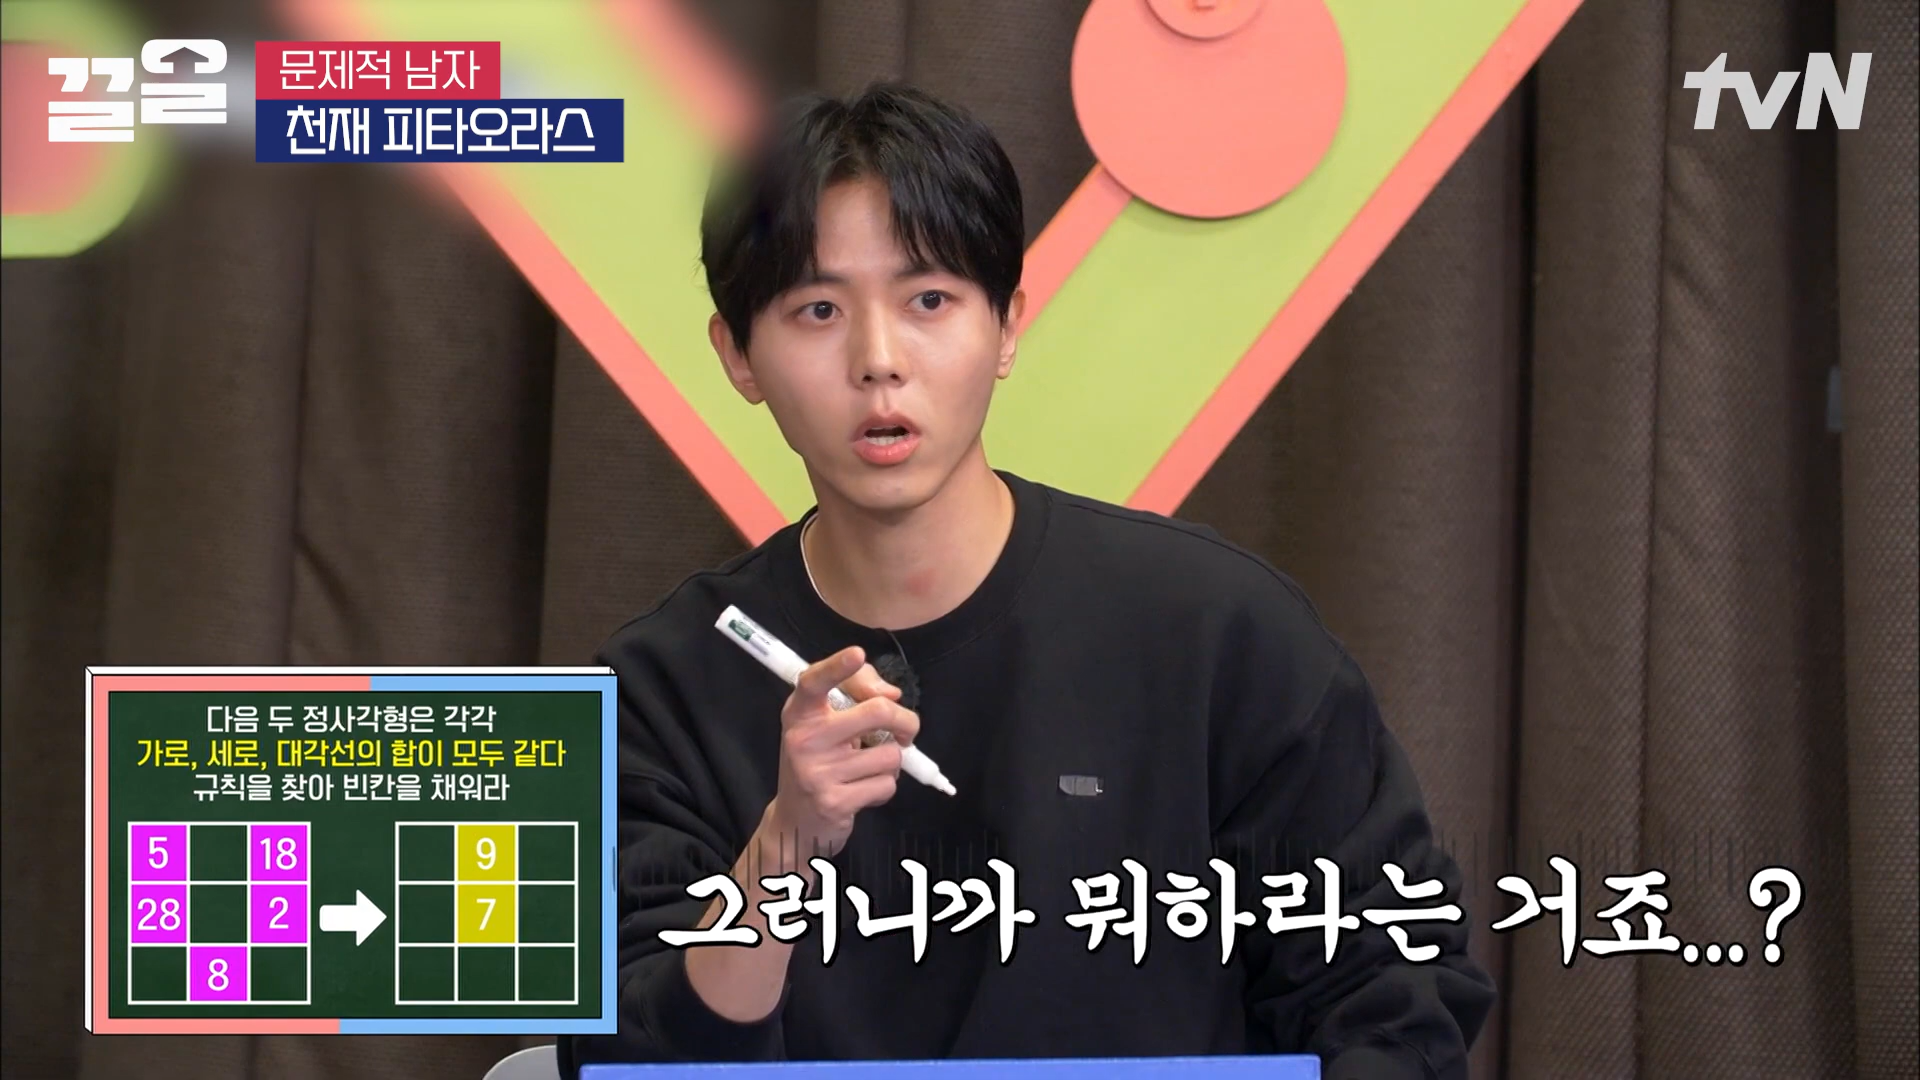 끌올
문제적 남자
천재 피타오라스
tvN
다음 두 정사각형은 각각
가로, 세로, 대각선의 합이 모두 같다
규칙을 찾아 빈칸을 채워라
5 18 9
28 2 7
8
그러니까 뭐하라는 거죠...?